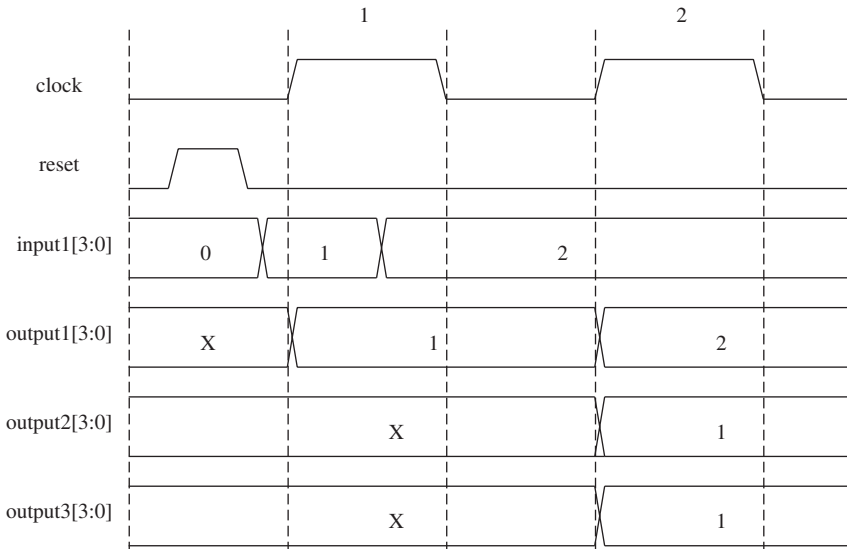 1 2
clock
reset
input1[3:0] 0 1 2
output1[3:0] X 1 2
output2[3:0] X 1
output3[3:0] X 1